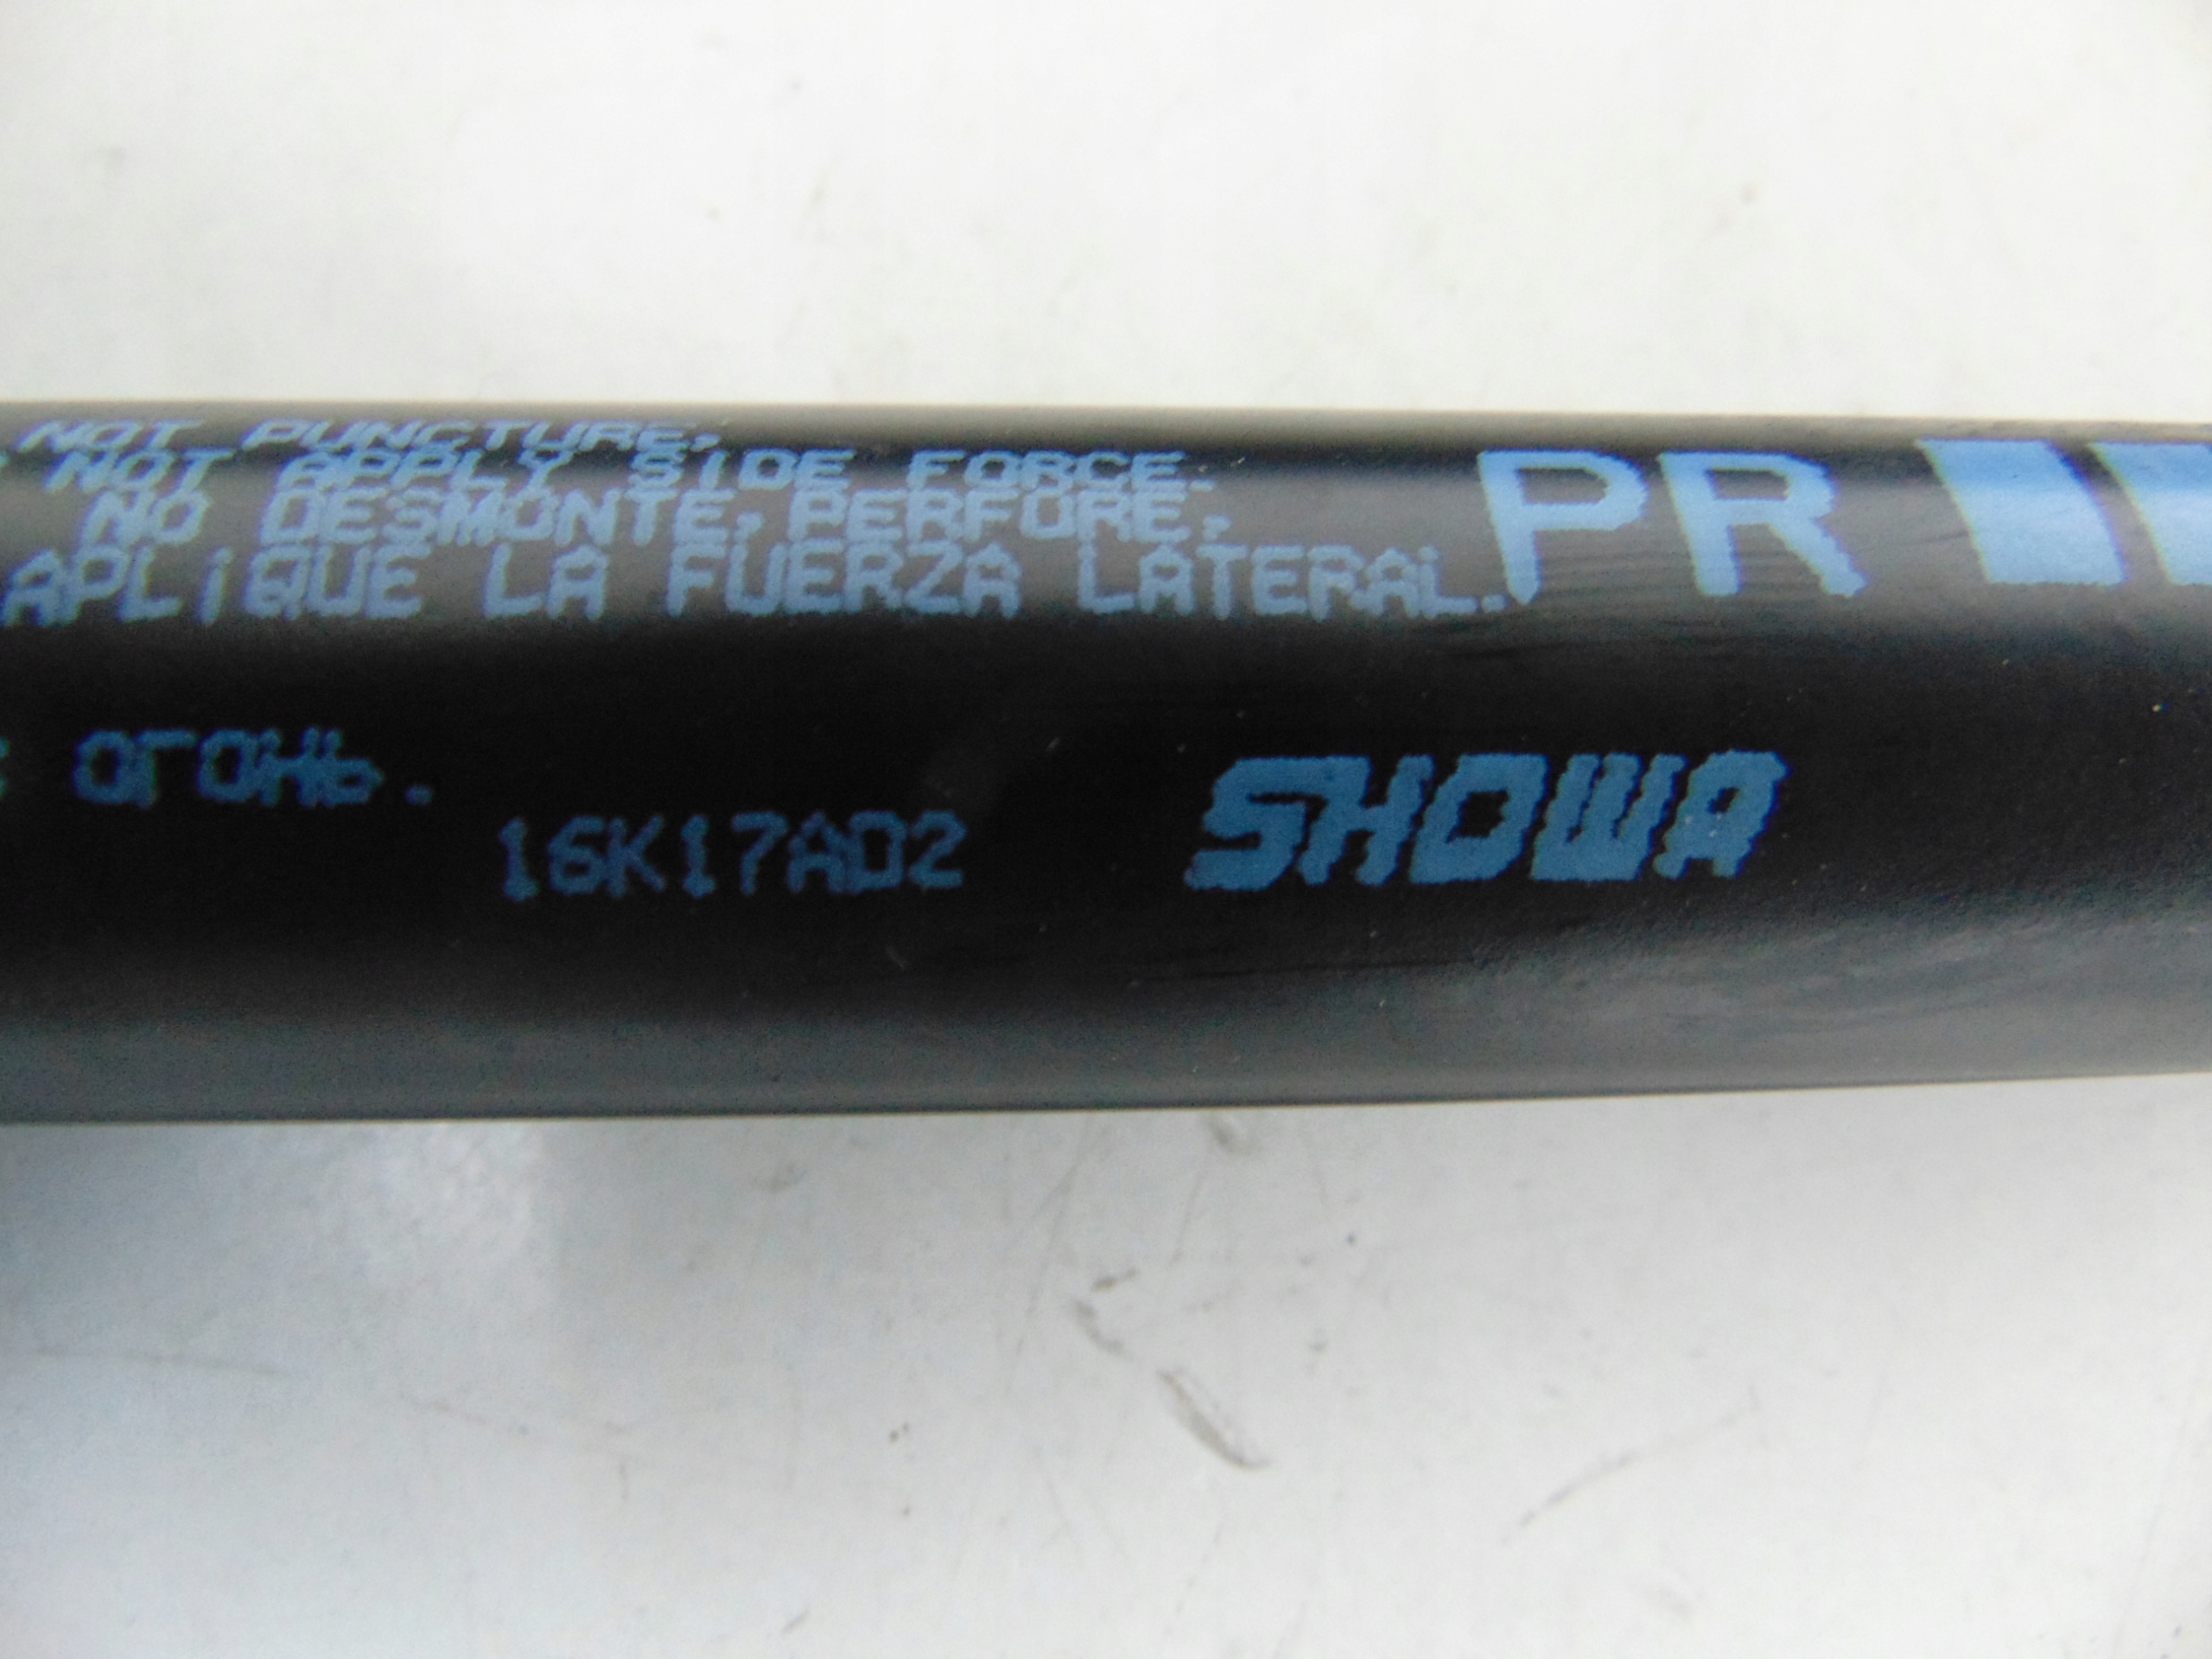 NOT PUNCTURE,
NOT APPLY SIDE FORCE.
NO DESMONTE, PERFORE,
APLiQUE LA FUERZA LATERAL.
PR
ОГОНЬ.
16K17AD2
SHOWA